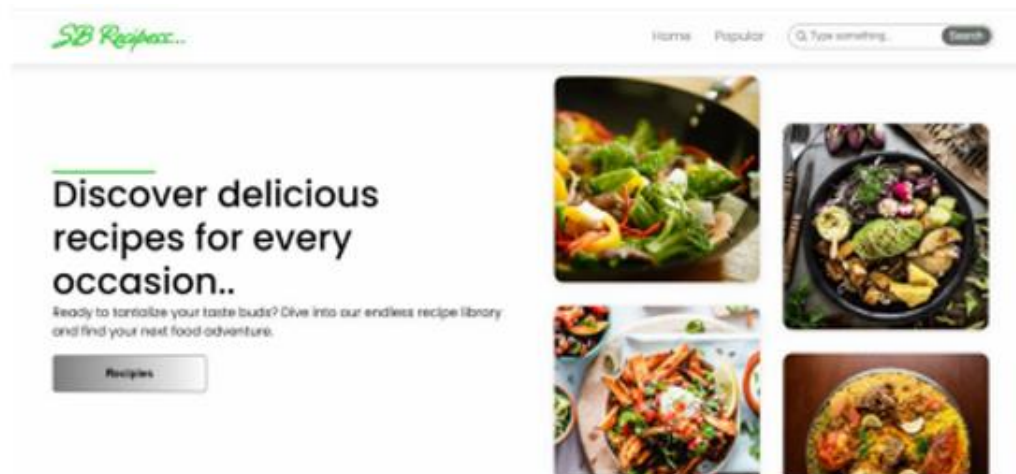 SB Recipess...
Home Popular Type something.. Search
Discover delicious
recipes for every
occasion..
Ready to tantalize your taste buds? Dive into our endless recipe library
and find your next food adventure.
Recipies